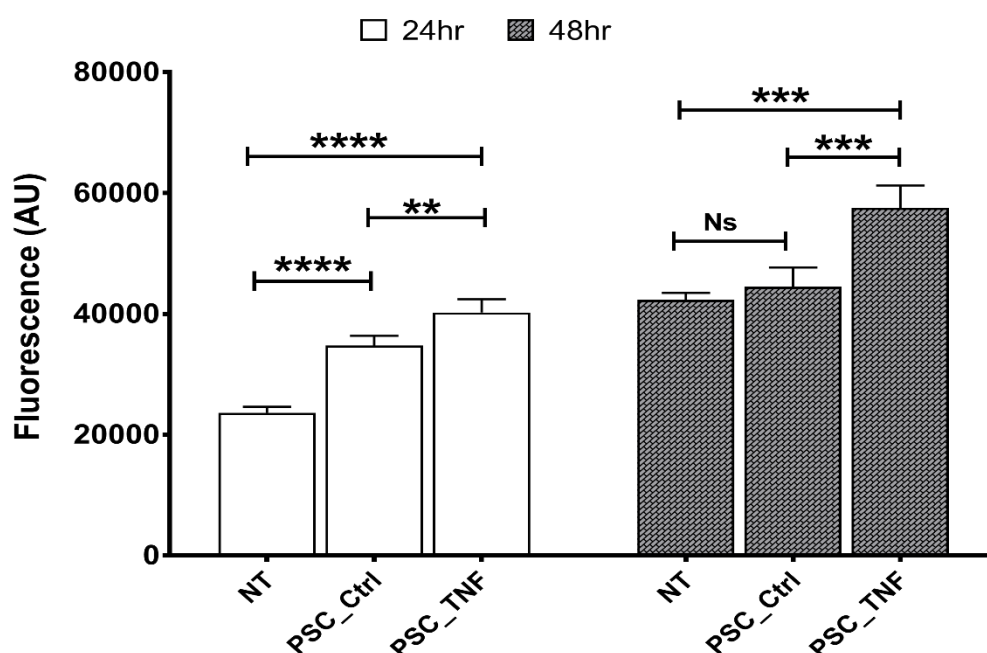 24hr 48hr
Fluorescence (AU)
80000
60000
40000
20000
0
****
**
****
***
***
Ns
NT
PSC_Ctrl
PSC_TNF
NT
PSC_Ctrl
PSC_TNF